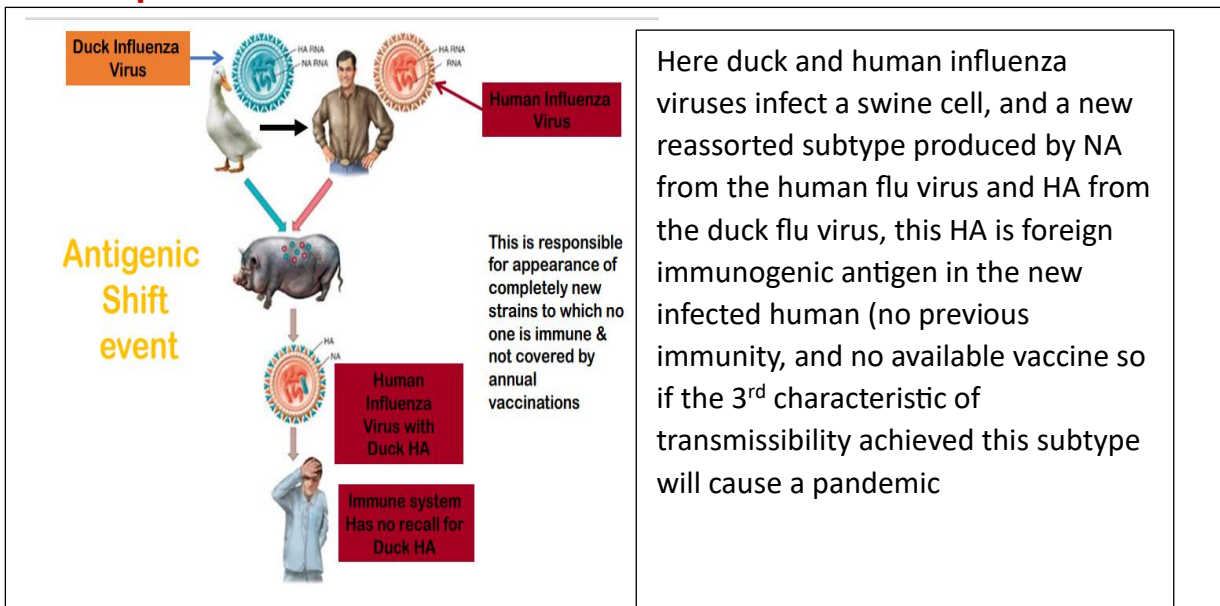 Duck Influenza
Virus
HA RNA
NA RNA
HA RNA
RNA
Human Influenza
Virus
Antigenic
Shift
event
This is responsible
for appearance of
completely new
strains to which no
one is immune &
not covered by
annual
vaccinations
HA
NA
Human
Influenza
Virus with
Duck HA
Immune system
Has no recall for
Duck HA
Here duck and human influenza
viruses infect a swine cell, and a new
reassorted subtype produced by NA
from the human flu virus and HA from
the duck flu virus, this HA is foreign
immunogenic antigen in the new
infected human (no previous
immunity, and no available vaccine so
if the 3rd characteristic of
transmissibility achieved this subtype
will cause a pandemic